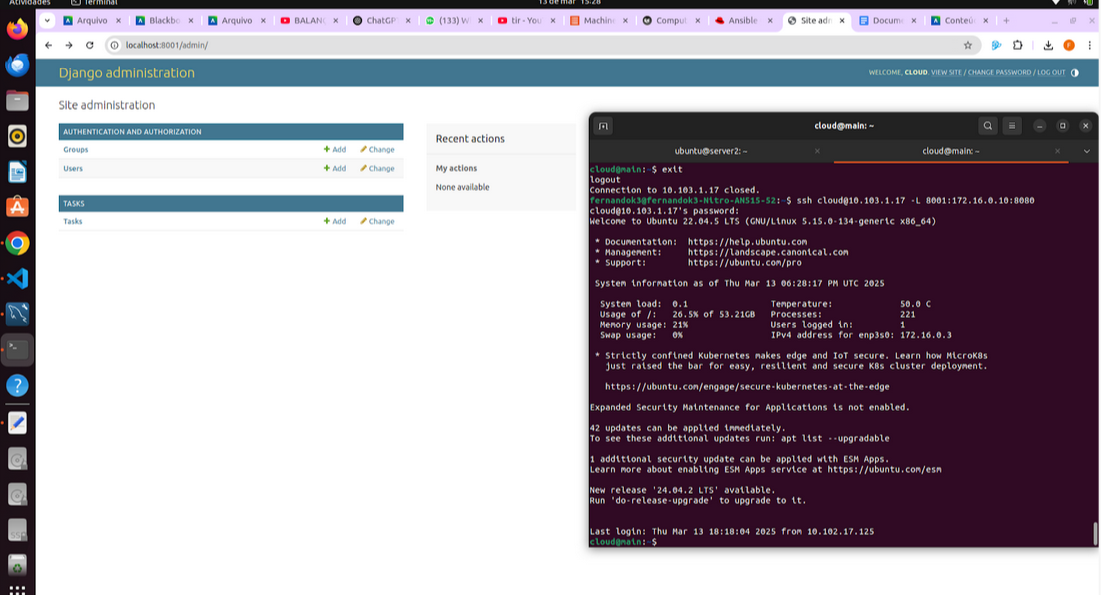 Atividades
Terminal
13 de mar 15:28
Arquivo
Blackbo
Arquivo
BALAN
ChatGP
(133) W
tir - You
Machin
Comput
Ansible
Site adm
Docum
Conteú
localhost:8001/admin/
Django administration
WELCOME, CLOUD. VIEW SITE / CHANGE PASSWORD / LOG OUT
Site administration
AUTHENTICATION AND AUTHORIZATION
Groups Add Change
Users Add Change
TASKS
Tasks Add Change
Recent actions
My actions
None available
cloud@main: ~
ubuntu@server2: ~
cloud@main: ~
cloud@main:~$ exit
logout
Connection to 10.103.1.17 closed.
fernandok3@fernandok3-Nitro-AN515-52:~$ ssh cloud@10.103.1.17 -L 8001:172.16.0.10:8080
cloud@10.103.1.17's password:
Welcome to Ubuntu 22.04.5 LTS (GNU/Linux 5.15.0-134-generic x86_64)
* Documentation: https://help.ubuntu.com
* Management: https://landscape.canonical.com
* Support: https://ubuntu.com/pro
System information as of Thu Mar 13 06:28:17 PM UTC 2025
System load: 0.1 Temperature: 50.0 C
Usage of /: 26.5% of 53.21GB Processes: 221
Memory usage: 21% Users logged in: 1
Swap usage: 0% IPv4 address for enp3s0: 172.16.0.3
* Strictly confined Kubernetes makes edge and IoT secure. Learn how MicroK8s
just raised the bar for easy, resilient and secure K8s cluster deployment.
https://ubuntu.com/engage/secure-kubernetes-at-the-edge
Expanded Security Maintenance for Applications is not enabled.
42 updates can be applied immediately.
To see these additional updates run: apt list --upgradable
1 additional security update can be applied with ESM Apps.
Learn more about enabling ESM Apps service at https://ubuntu.com/esm
New release '24.04.2 LTS' available.
Run 'do-release-upgrade' to upgrade to it.
Last login: Thu Mar 13 18:18:04 2025 from 10.102.17.125
cloud@main:~$